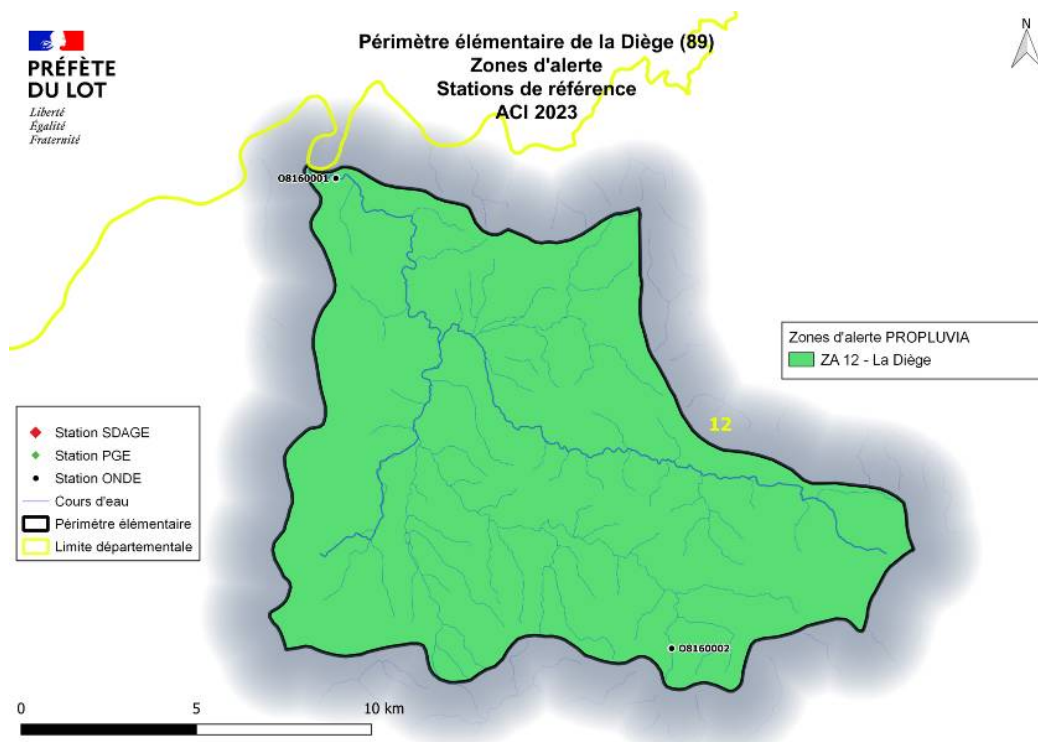 PRÉFÈTE
DU LOT
Liberté
Égalité
Fraternité
Périmètre élémentaire de la Diège (89)
Zones d'alerte
Stations de référence
ACI 2023
N
O8160001
Zones d'alerte PROPLUVIA
ZA 12 - La Diège
12
Station SDAGE
Station PGE
Station ONDE
Cours d'eau
Périmètre élémentaire
Limite départementale
O8160002
0 5 10 km